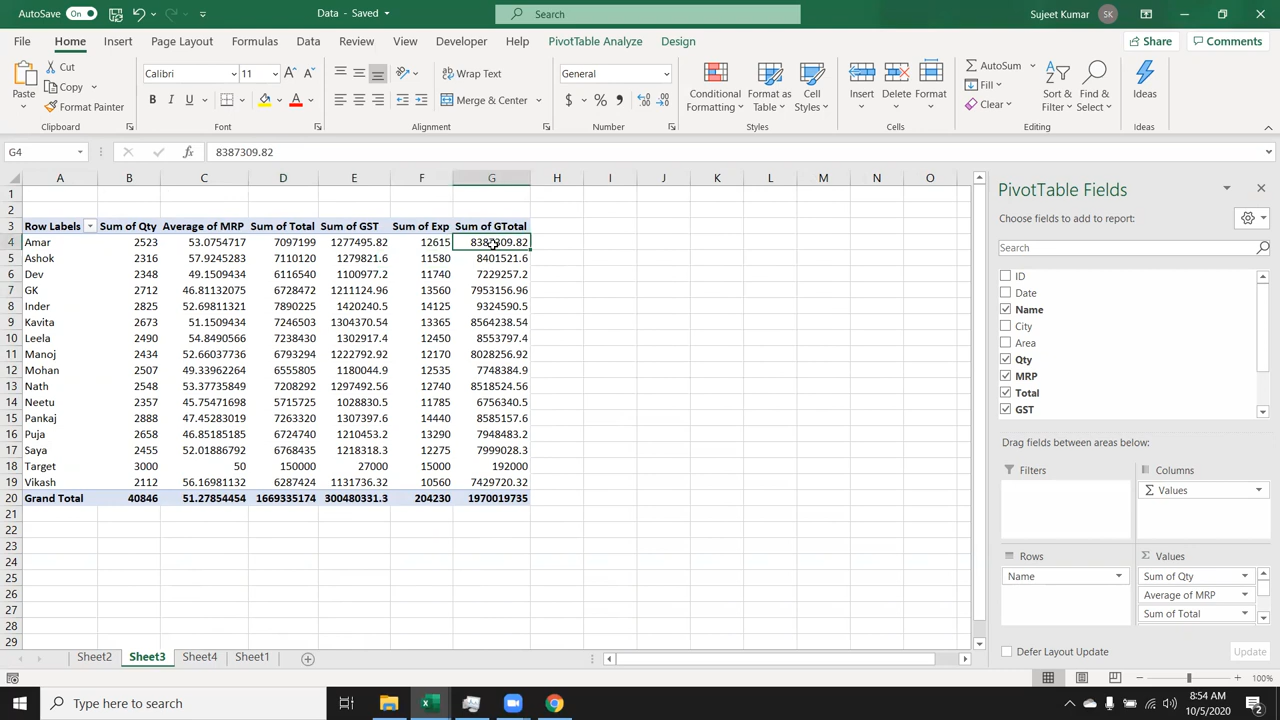 AutoSave On Data - Saved Search Sujeet Kumar SK
File Home Insert Page Layout Formulas Data Review View Developer Help PivotTable Analyze Design Share Comments
Paste Cut Copy Format Painter Clipboard
Calibri 11 B I U A Font
Wrap Text Merge & Center Alignment
General $ % , Number
Conditional Formatting Format as Table Cell Styles Styles
Insert Delete Format Cells
AutoSum Fill Clear Sort & Filter Find & Select Editing
Ideas Ideas
G4 fx 8387309.82
A B C D E F G H I J K L M N O
1
2
3 Row Labels Sum of Qty Average of MRP Sum of Total Sum of GST Sum of Exp Sum of GTotal
4 Amar 2523 53.0754717 7097199 1277495.82 12615 8387309.82
5 Ashok 2316 57.9245283 7110120 1279821.6 11580 8401521.6
6 Dev 2348 49.1509434 6116540 1100977.2 11740 7229257.2
7 GK 2712 46.81132075 6728472 1211124.96 13560 7953156.96
8 Inder 2825 52.69811321 7890225 1420240.5 14125 9324590.5
9 Kavita 2673 51.1509434 7246503 1304370.54 13365 8564238.54
10 Leela 2490 54.8490566 7238430 1302917.4 12450 8553797.4
11 Manoj 2434 52.66037736 6793294 1222792.92 12170 8028256.92
12 Mohan 2507 49.33962264 6555805 1180044.9 12535 7748384.9
13 Nath 2548 53.37735849 7208292 1297492.56 12740 8518524.56
14 Neetu 2357 45.75471698 5715725 1028830.5 11785 6756340.5
15 Pankaj 2888 47.45283019 7263320 1307397.6 14440 8585157.6
16 Puja 2658 46.85185185 6724740 1210453.2 13290 7948483.2
17 Saya 2455 52.01886792 6768435 1218318.3 12275 7999028.3
18 Target 3000 50 150000 27000 15000 192000
19 Vikash 2112 56.16981132 6287424 1131736.32 10560 7429720.32
20 Grand Total 40846 51.27854454 1669335174 300480331.3 204230 1970019735
21
22
23
24
25
26
27
28
29
PivotTable Fields
Choose fields to add to report:
Search
ID
Date
Name
City
Area
Qty
MRP
Total
GST
Drag fields between areas below:
Filters Columns
Values
Rows Values
Name Sum of Qty
Average of MRP
Sum of Total
Defer Layout Update Update
Sheet2 Sheet3 Sheet4 Sheet1
100%
Type here to search
8:54 AM
10/5/2020
2